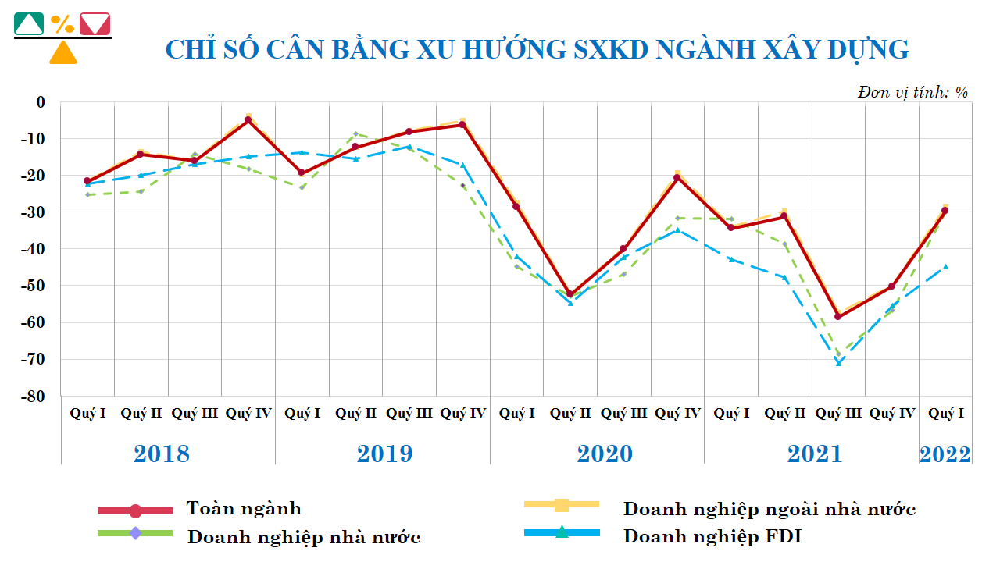 %
CHỈ SỐ CÂN BẰNG XU HƯỚNG SXKD NGÀNH XÂY DỰNG
Đơn vị tính: %
0
-10
-20
-30
-40
-50
-60
-70
-80
Quý I Quý II Quý III Quý IV Quý I Quý II Quý III Quý IV Quý I Quý II Quý III Quý IV Quý I Quý II Quý III Quý IV Quý I
2018 2019 2020 2021 2022
Toàn ngành
Doanh nghiệp ngoài nhà nước
Doanh nghiệp nhà nước
Doanh nghiệp FDI